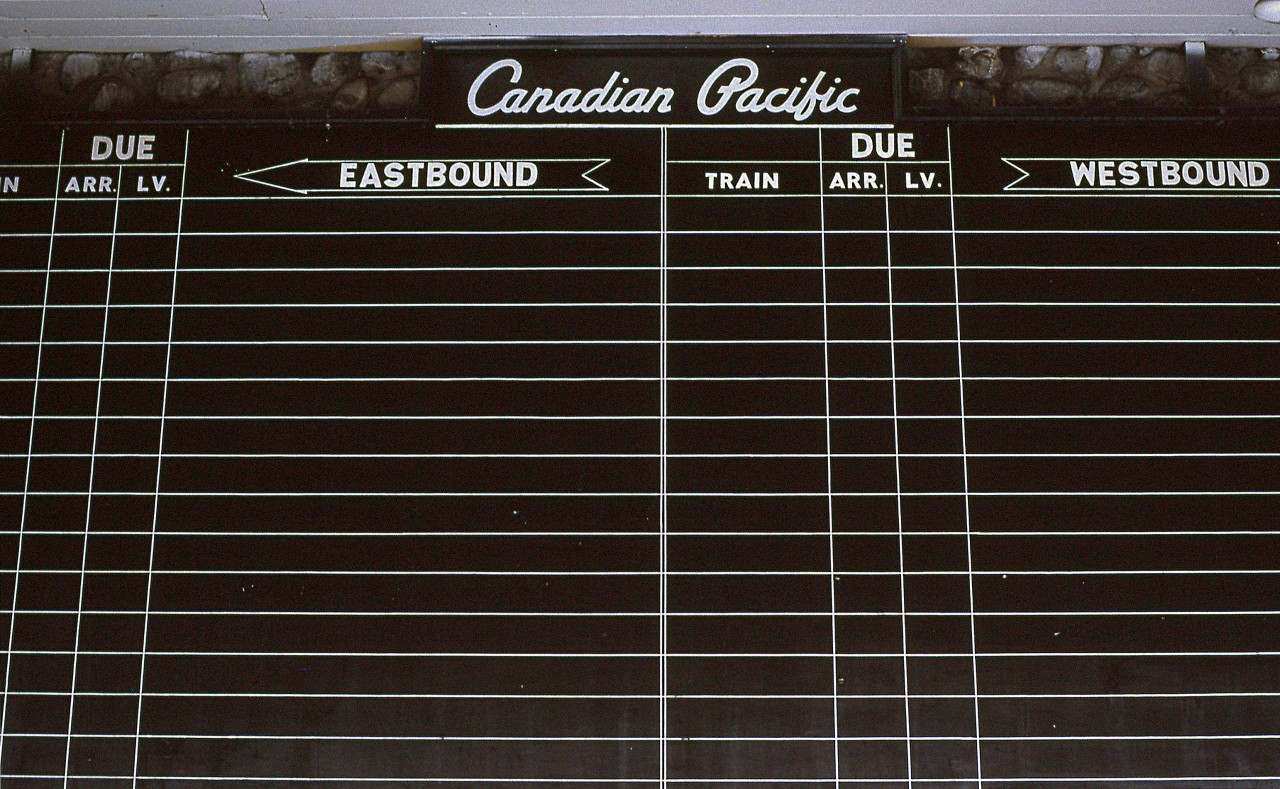 Canadian Pacific
DUE
ARR. LV.
EASTBOUND
TRAIN
DUE
ARR. LV.
WESTBOUND